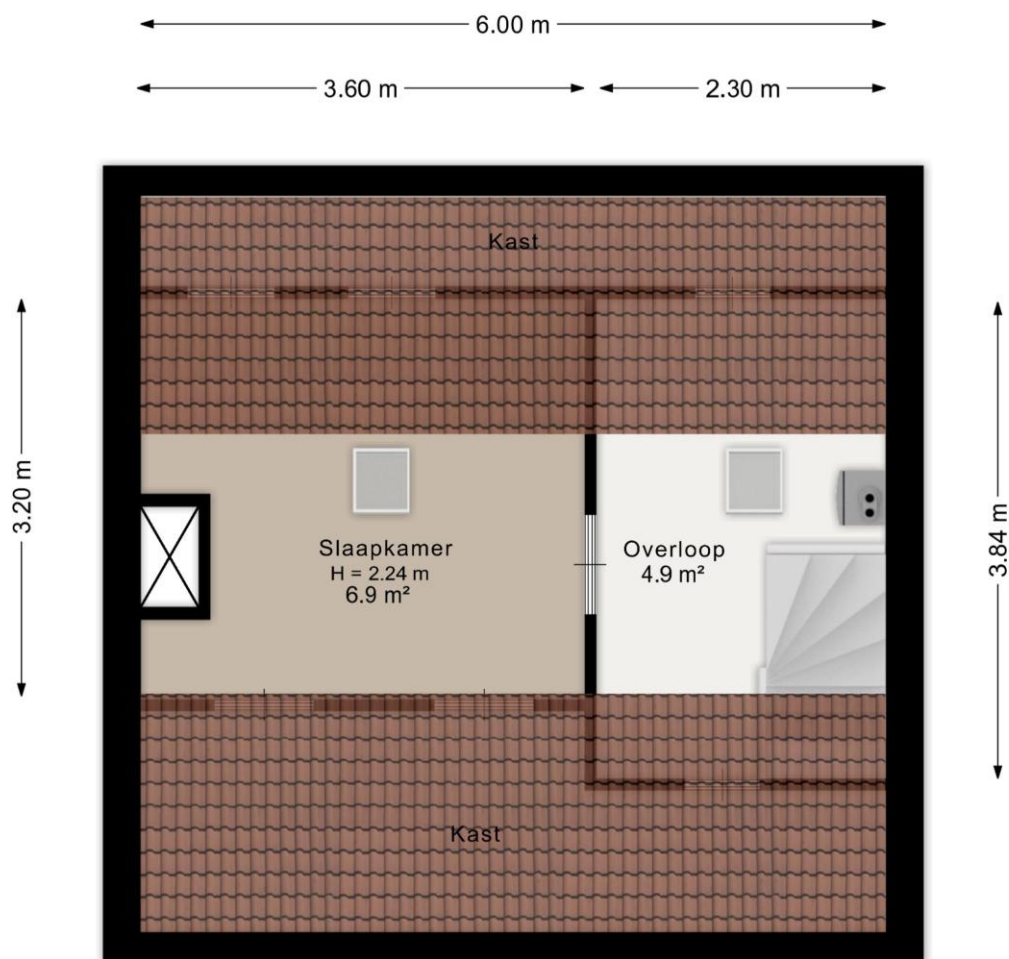 6.00 m
3.60 m
2.30 m
Kast
3.20 m
3.84 m
Slaapkamer
H = 2.24 m
6.9 m²
Overloop
4.9 m²
Kast